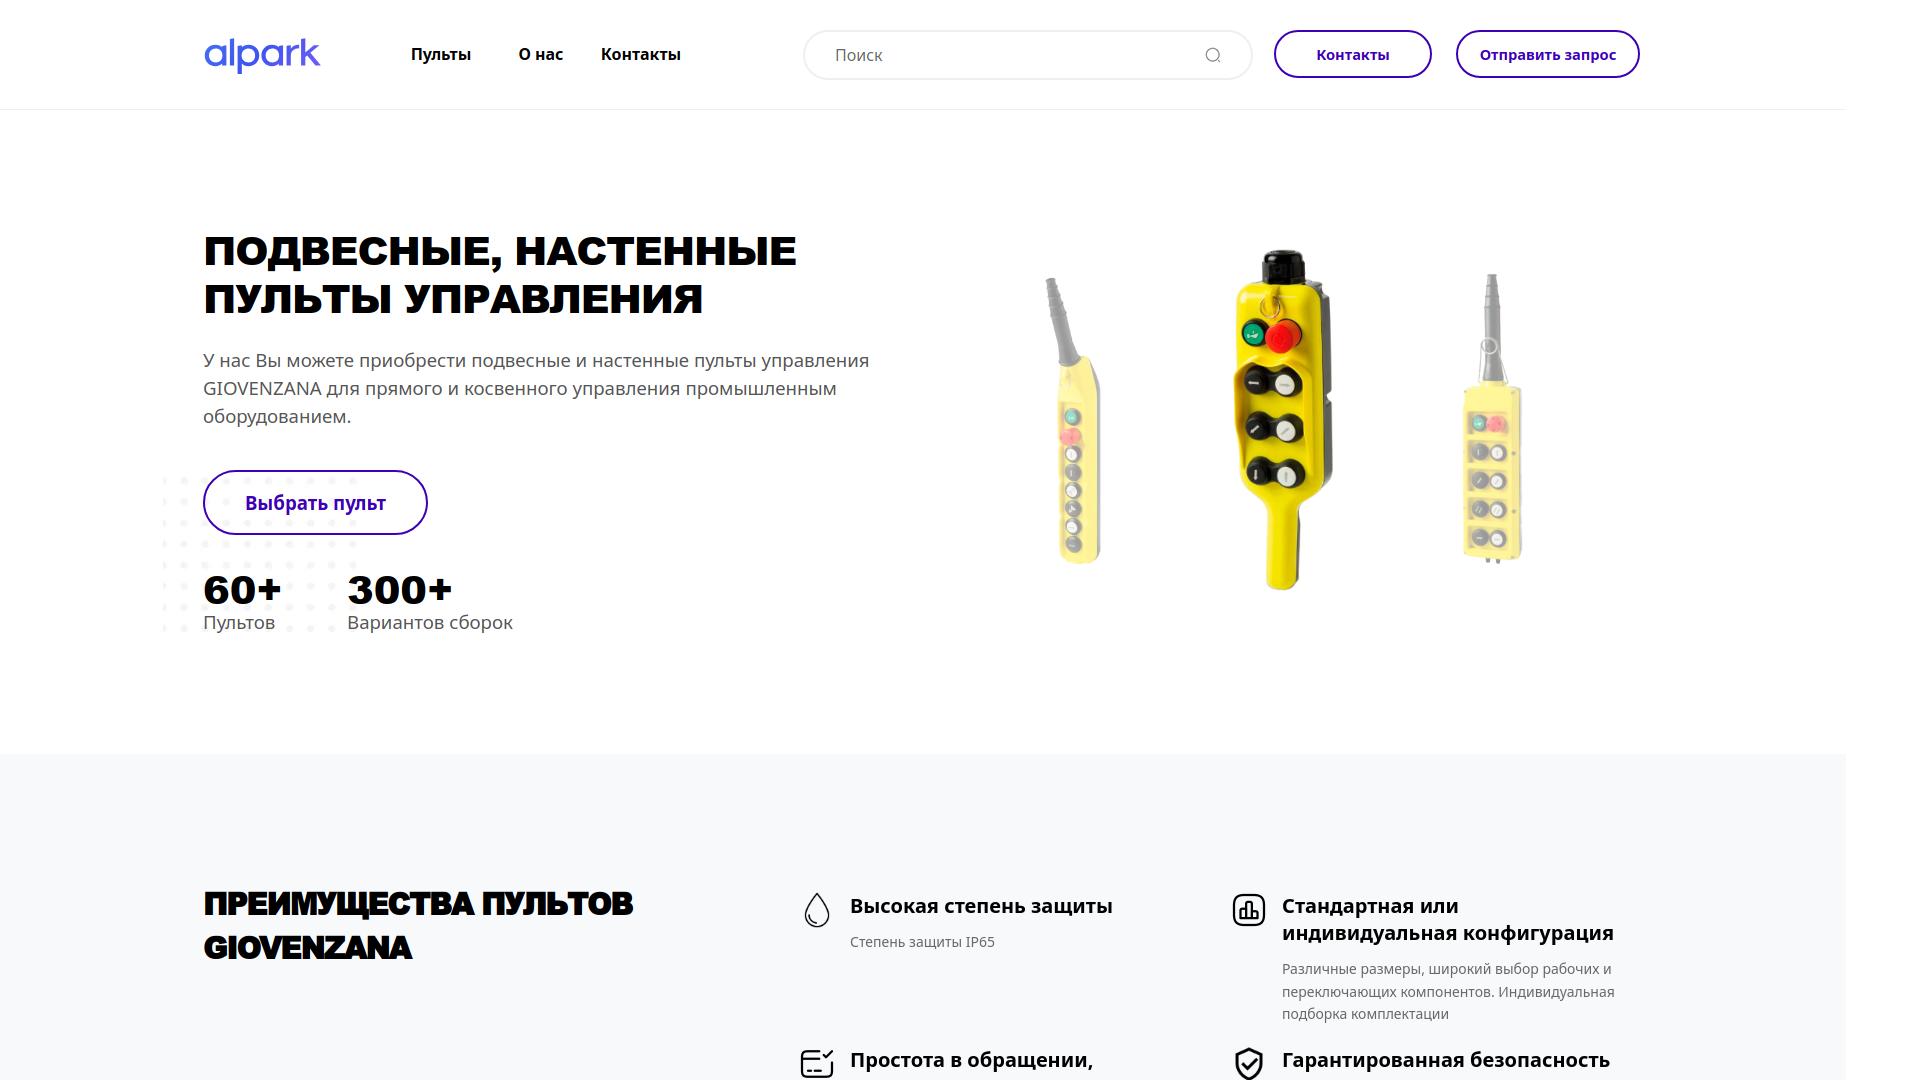 alpark
Пульты
О нас
Контакты
Поиск
Контакты
Отправить запрос
ПОДВЕСНЫЕ, НАСТЕННЫЕ
ПУЛЬТЫ УПРАВЛЕНИЯ
У нас Вы можете приобрести подвесные и настенные пульты управления
GIOVENZANA для прямого и косвенного управления промышленным
оборудованием.
Выбрать пульт
60+
Пультов
300+
Вариантов сборок
ПРЕИМУЩЕСТВА ПУЛЬТОВ
GIOVENZANA
Высокая степень защиты
Степень защиты IP65
Стандартная или
индивидуальная конфигурация
Различные размеры, широкий выбор рабочих и
переключающих компонентов. Индивидуальная
подборка комплектации
Простота в обращении,
Гарантированная безопасность